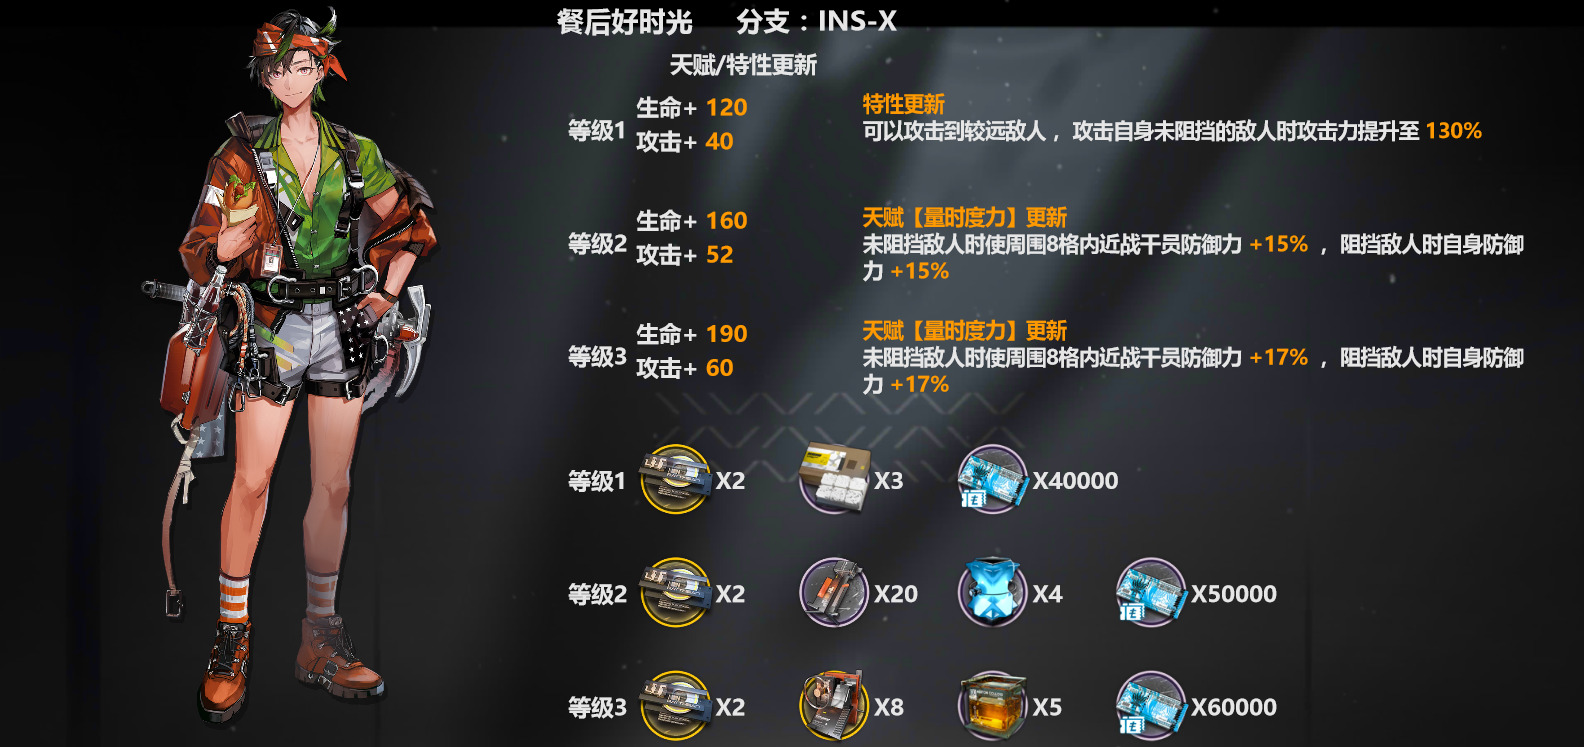 餐后好时光 分支：INS-X
天赋/特性更新
等级1 生命+ 120
攻击+ 40
特性更新
可以攻击到较远敌人，攻击自身未阻挡的敌人时攻击力提升至 130%
等级2 生命+ 160
攻击+ 52
天赋【量时度力】更新
未阻挡敌人时使周围8格内近战干员防御力 +15% ，阻挡敌人时自身防御
力 +15%
等级3 生命+ 190
攻击+ 60
天赋【量时度力】更新
未阻挡敌人时使周围8格内近战干员防御力 +17% ，阻挡敌人时自身防御
力 +17%
等级1 X2 X3 X40000
等级2 X2 X20 X4 X50000
等级3 X2 X8 X5 X60000